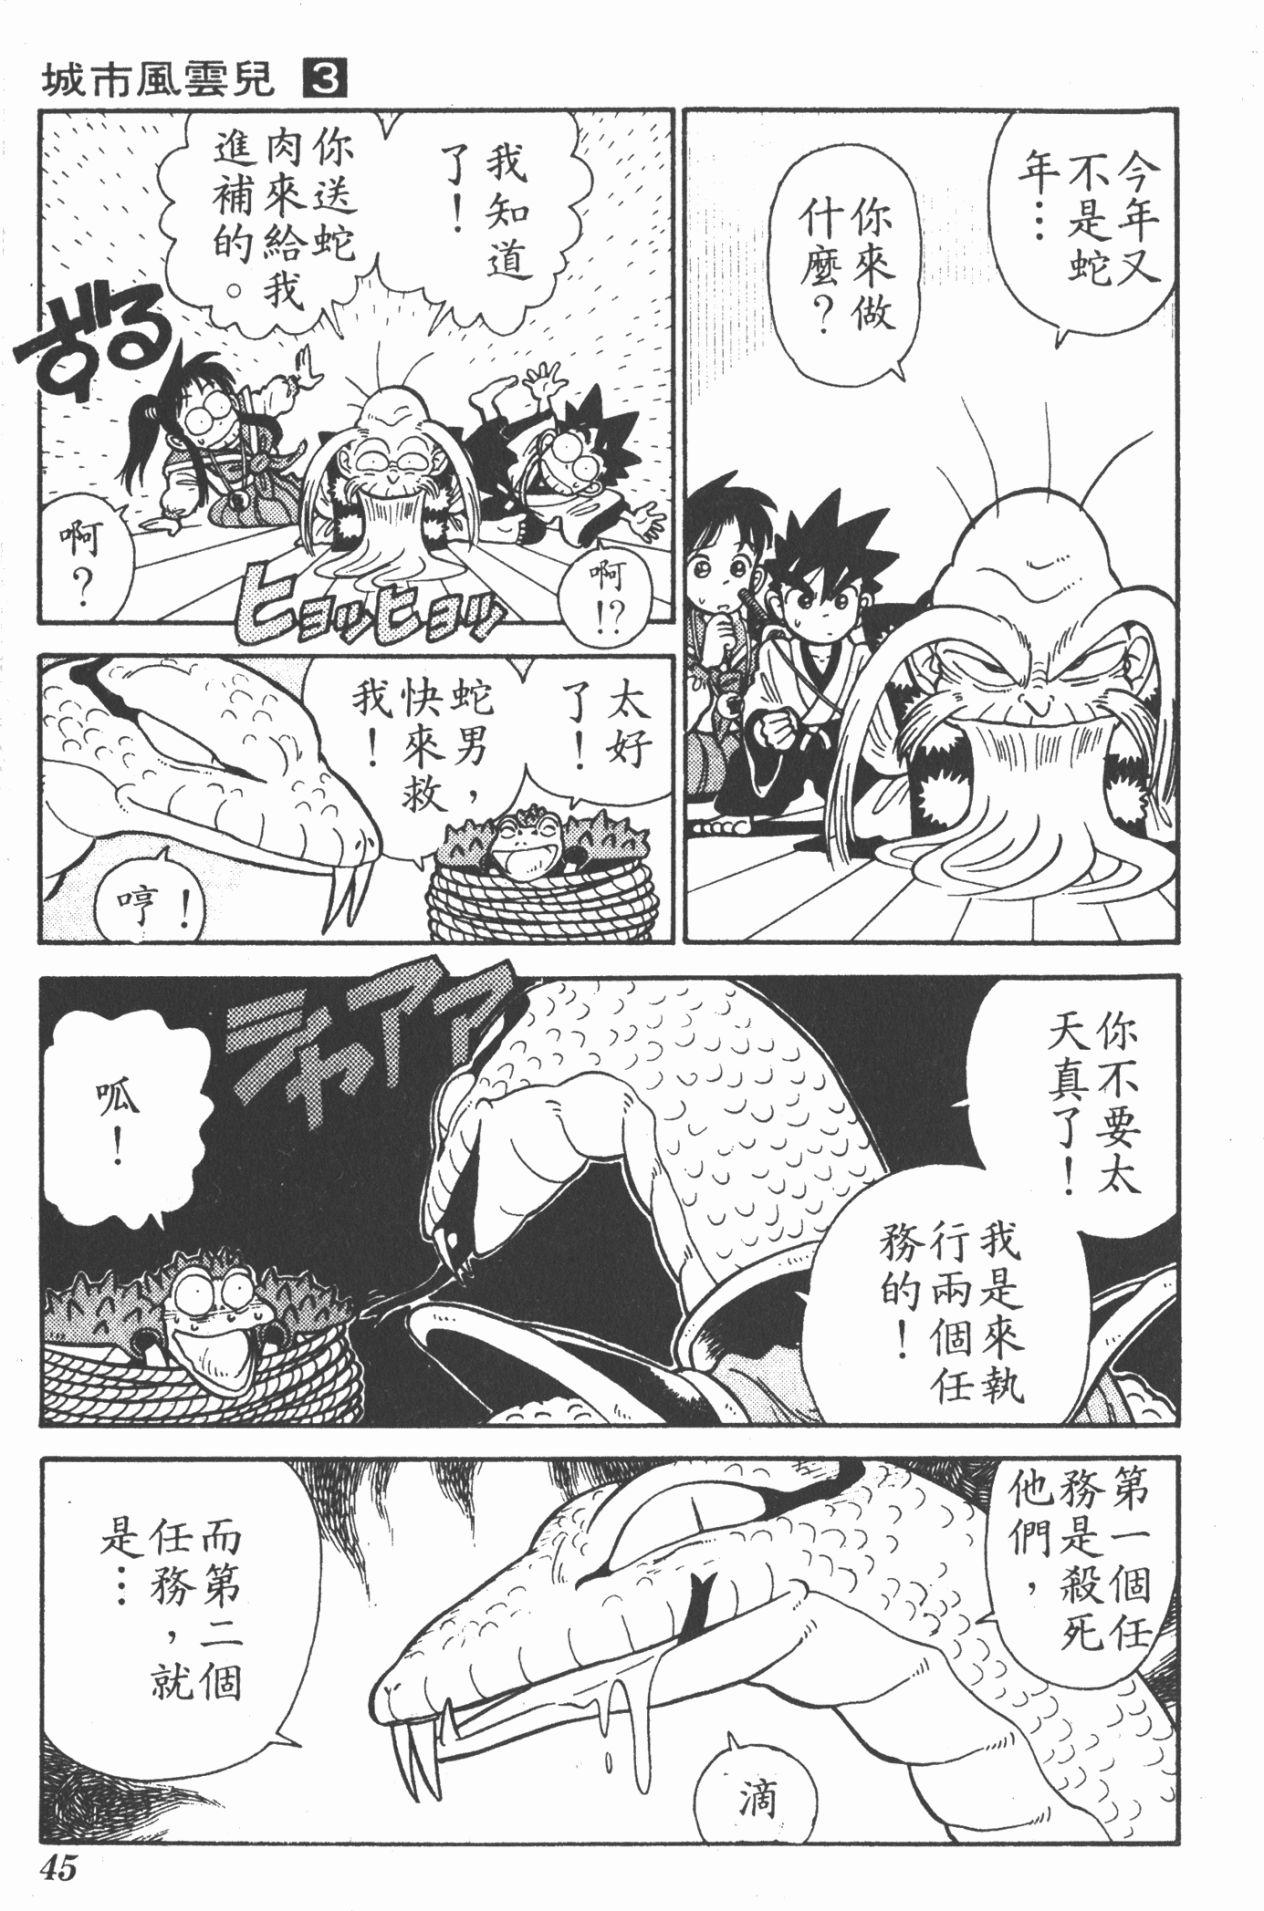 城市風雲兒 3
今年又
不是蛇
年…
你來做
什麼？
我知道
了！
你送蛇
肉來給我
進補的。
ずる
啊？
啊!?
ヒョッヒョッ
太好
了！
蛇男，
快來救
我！
哼！
你不要太
天真了！
我是來執
行兩個任
務的！
シャアア
呱！
第一個任
務是殺死
他們，
滴
而第二個
任務，就
是…
45